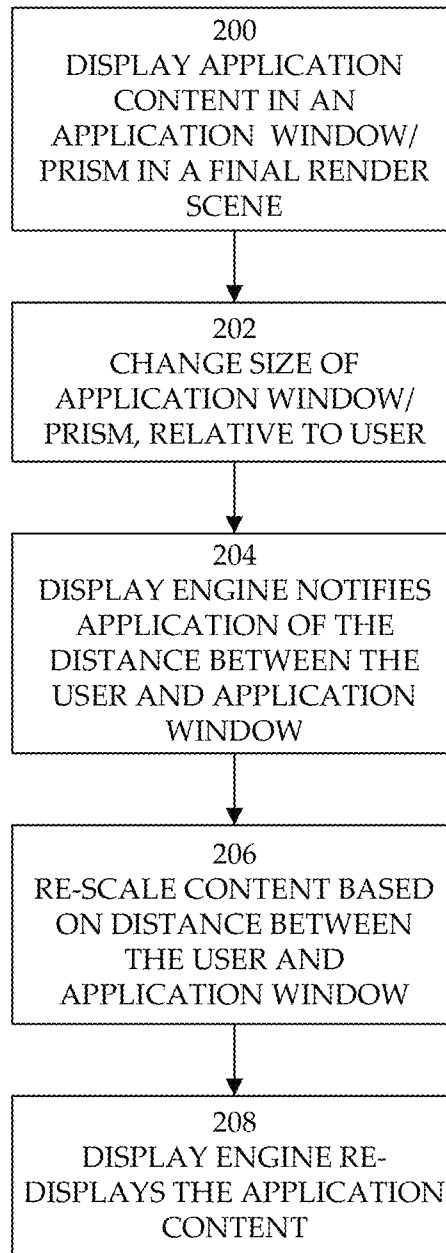 200
DISPLAY APPLICATION
CONTENT IN AN
APPLICATION WINDOW/
PRISM IN A FINAL RENDER
SCENE
202
CHANGE SIZE OF
APPLICATION WINDOW/
PRISM, RELATIVE TO USER
204
DISPLAY ENGINE NOTIFIES
APPLICATION OF THE
DISTANCE BETWEEN THE
USER AND APPLICATION
WINDOW
206
RE-SCALE CONTENT BASED
ON DISTANCE BETWEEN
THE USER AND
APPLICATION WINDOW
208
DISPLAY ENGINE RE-
DISPLAYS THE APPLICATION
CONTENT